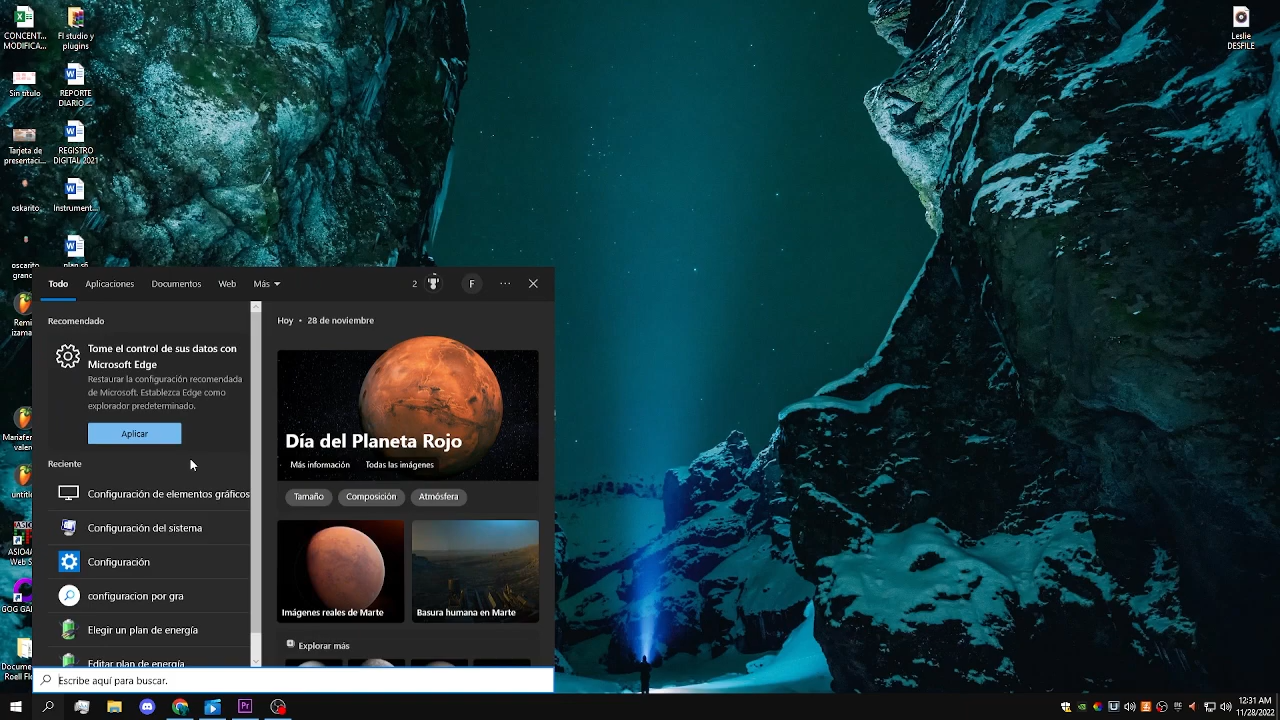 CONCENT...
MODIFICA...
Fl studio y
plugins
Sin título
REPORTE
DIARIO...
Tarjeta de
presentaci...
REGISTRO
DIGITAL 2021
oskarito
Instrument...
Leslie
DESFILE
Todo
Aplicaciones
Documentos
Web
Más
2
F
Recomendado
Tome el control de sus datos con
Microsoft Edge
Restaurar la configuración recomendada
de Microsoft. Establezca Edge como
explorador predeterminado.
Aplicar
Reciente
Configuración de elementos gráficos
Configuración del sistema
Configuración
configuracion por gra
Elegir un plan de energía
Editar plan de energía
Hoy • 28 de noviembre
Día del Planeta Rojo
Más información
Todas las imágenes
Tamaño
Composición
Atmósfera
Imágenes reales de Marte
Basura humana en Marte
Explorar más
Escribe aquí para buscar.
Pr
12:31 AM
11/28/2022